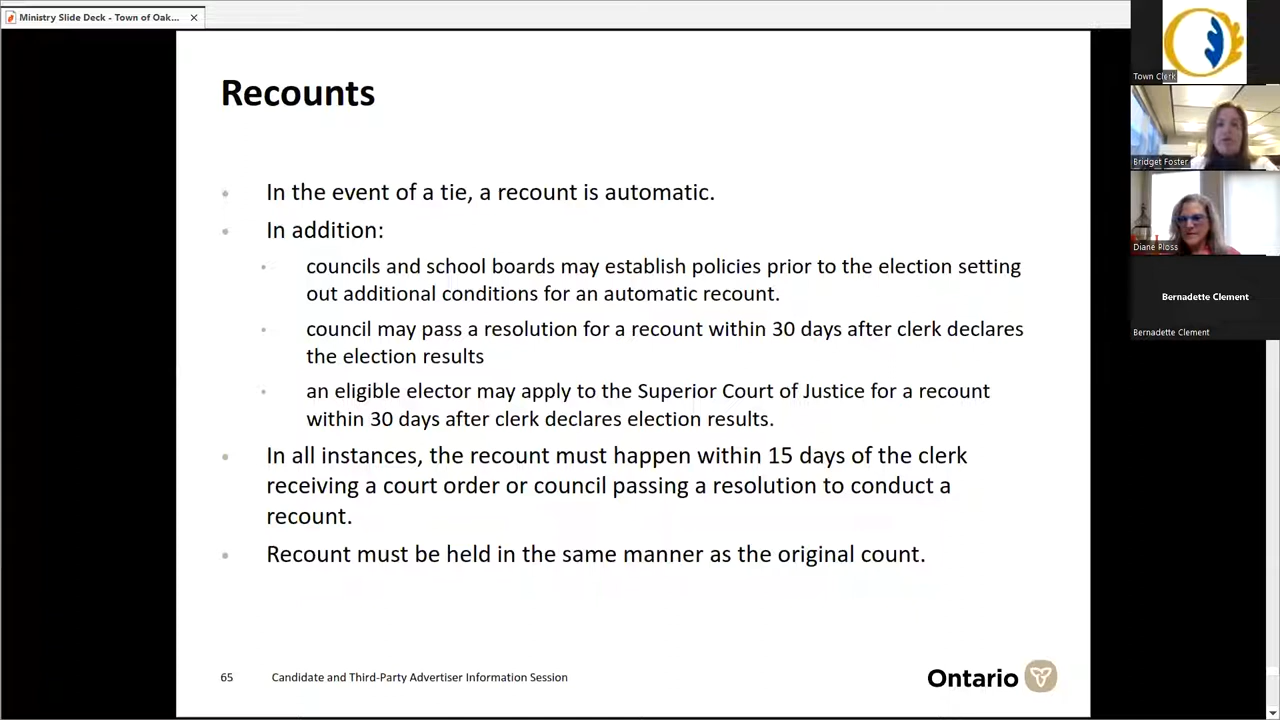 Ministry Slide Deck - Town of Oak...
Recounts
In the event of a tie, a recount is automatic.
In addition:
councils and school boards may establish policies prior to the election setting
out additional conditions for an automatic recount.
council may pass a resolution for a recount within 30 days after clerk declares
the election results
an eligible elector may apply to the Superior Court of Justice for a recount
within 30 days after clerk declares election results.
In all instances, the recount must happen within 15 days of the clerk
receiving a court order or council passing a resolution to conduct a
recount.
Recount must be held in the same manner as the original count.
65 Candidate and Third-Party Advertiser Information Session
Ontario
Town Clerk
Bridget Foster
Diane Ploss
Bernadette Clement
Bernadette Clement